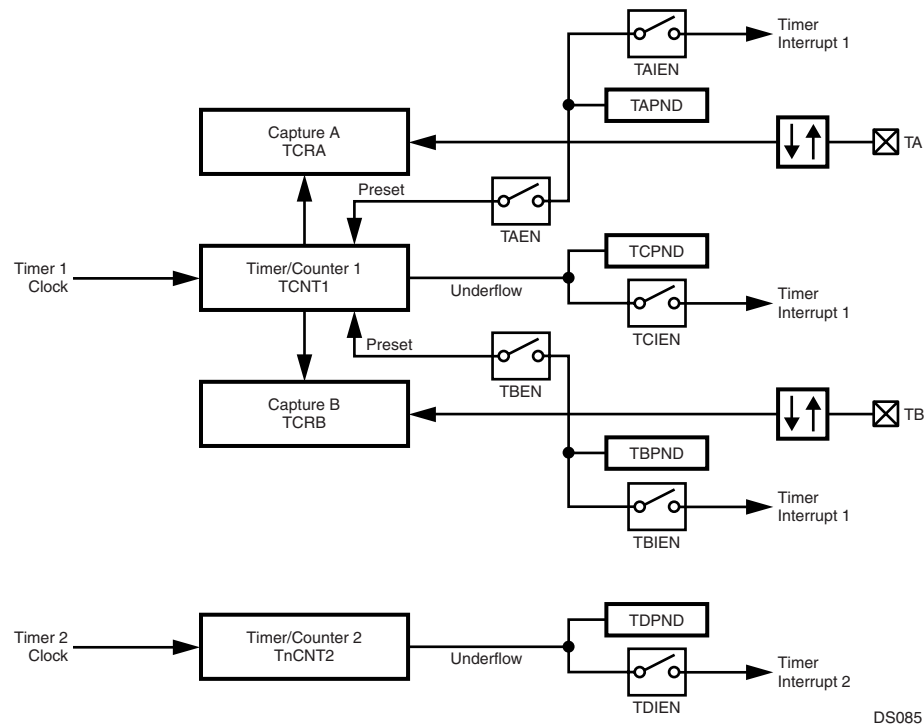 Timer
Interrupt 1
TAIEN
TAPND
Capture A
TCRA
TA
Preset
TAEN
Timer 1
Clock
Timer/Counter 1
TCNT1
Underflow
TCPND
Timer
Interrupt 1
TCIEN
Preset
TBEN
Capture B
TCRB
TB
TBPND
Timer
Interrupt 1
TBIEN
Timer 2
Clock
Timer/Counter 2
TnCNT2
Underflow
TDPND
Timer
Interrupt 2
TDIEN
DS085